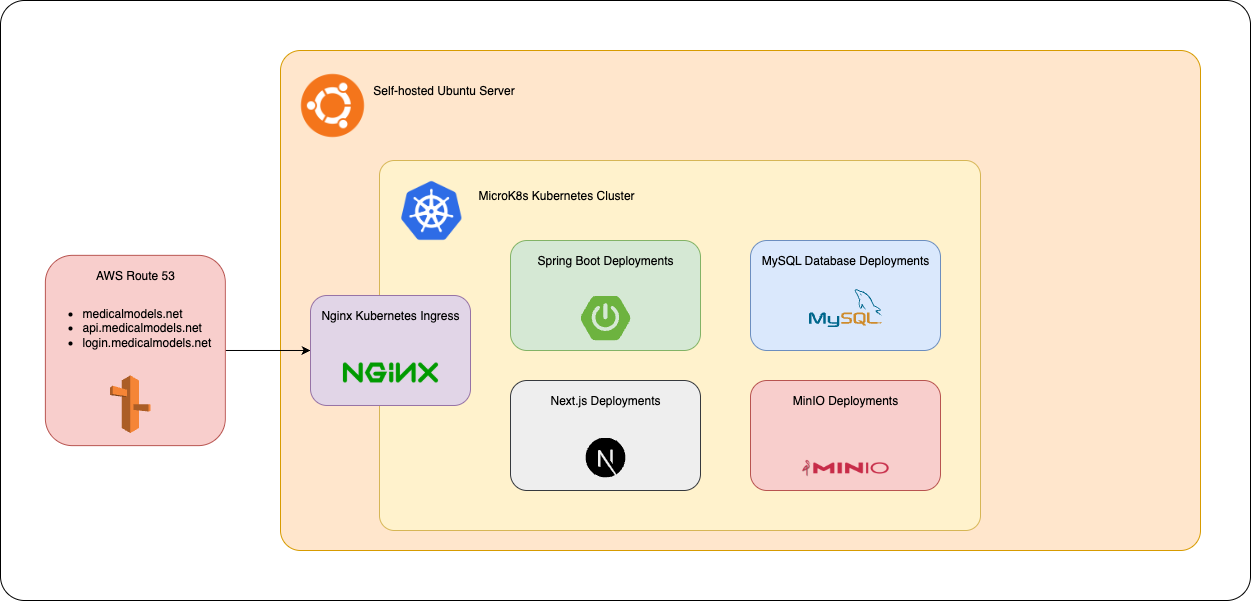 Self-hosted Ubuntu Server
MicroK8s Kubernetes Cluster
AWS Route 53
medicalmodels.net
api.medicalmodels.net
login.medicalmodels.net
Nginx Kubernetes Ingress
NGINX
Spring Boot Deployments
MySQL Database Deployments
MySQL
Next.js Deployments
N
MinIO Deployments
MINIO